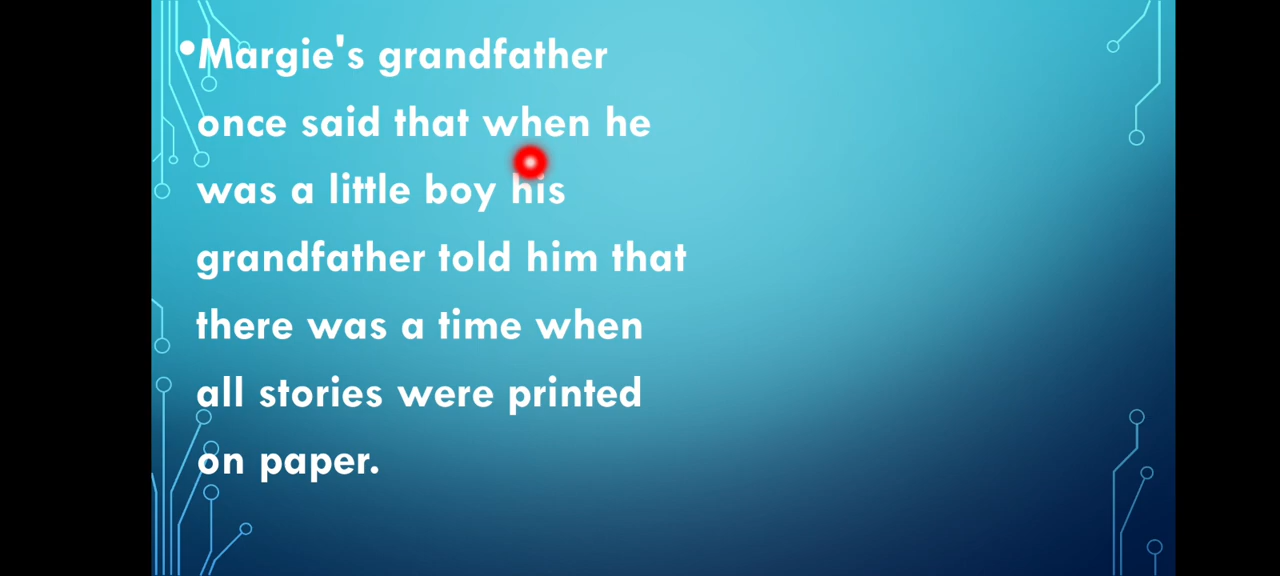 •Margie's grandfather
once said that when he
was a little boy his
grandfather told him that
there was a time when
all stories were printed
on paper.